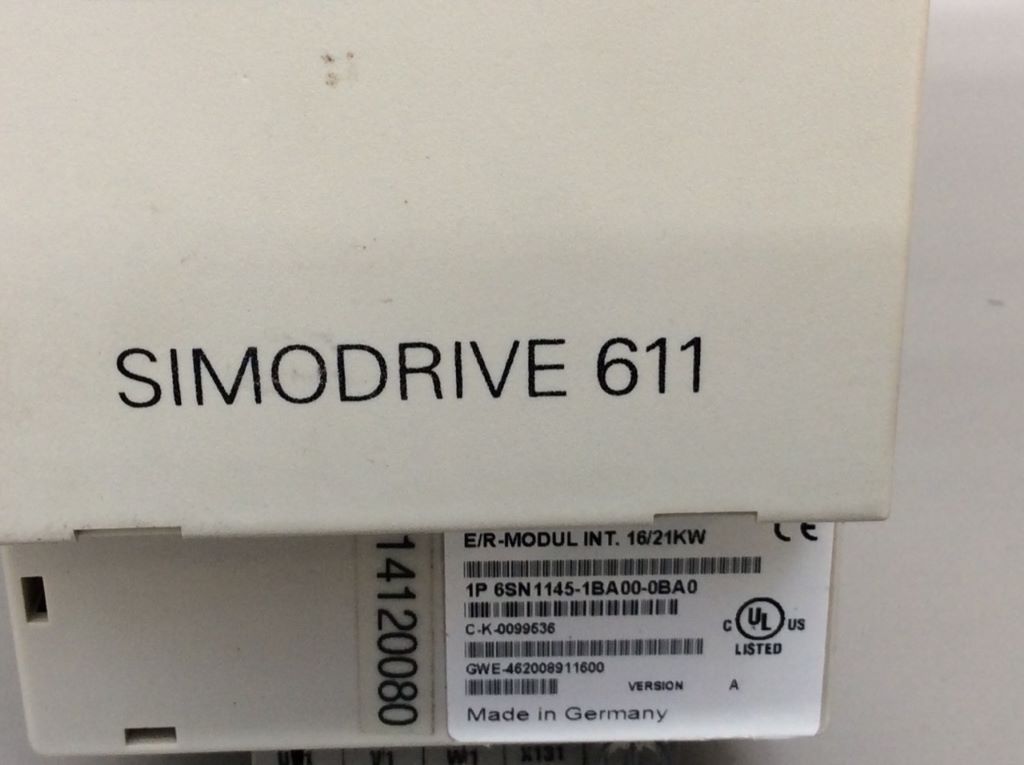 SIMODRIVE 611
E/R-MODUL INT. 16/21KW
CE
1P 6SN1145-1BA00-0BA0
C-K-0099536
C UL US
LISTED
GWE-462008911600
VERSION A
Made in Germany
14120080
V1 W1 X131